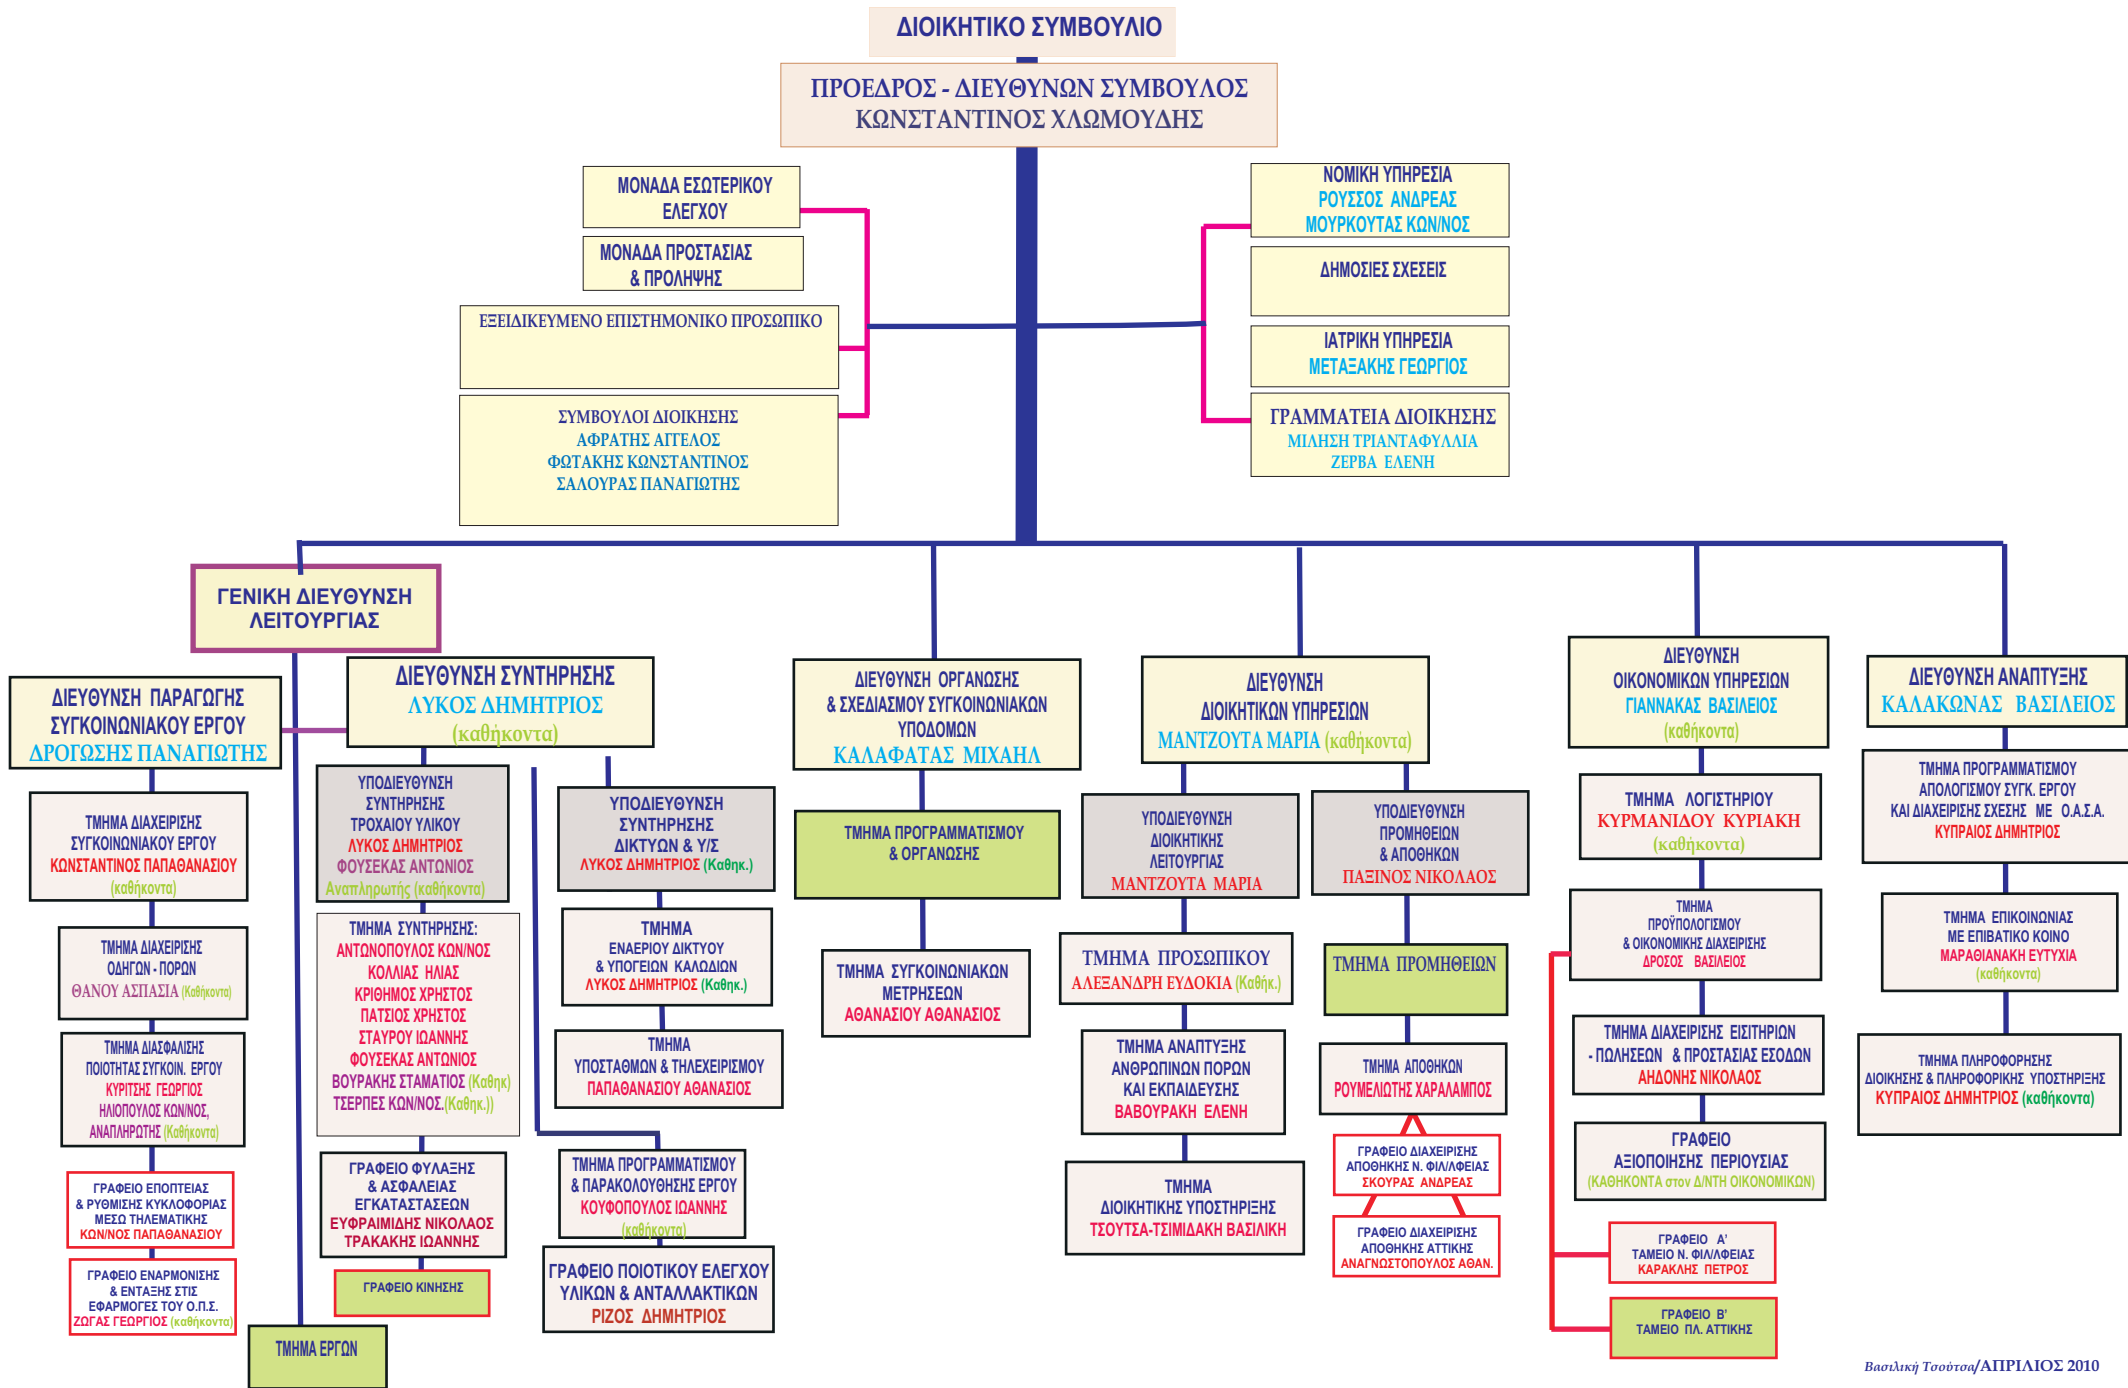 ΔΙΟΙΚΗΤΙΚΟ ΣΥΜΒΟΥΛΙΟ
ΠΡΟΕΔΡΟΣ - ΔΙΕΥΘΥΝΩΝ ΣΥΜΒΟΥΛΟΣ
ΚΩΝΣΤΑΝΤΙΝΟΣ ΧΛΩΜΟΥΔΗΣ
ΜΟΝΑΔΑ ΕΣΩΤΕΡΙΚΟΥ
ΕΛΕΓΧΟΥ
ΜΟΝΑΔΑ ΠΡΟΣΤΑΣΙΑΣ
& ΠΡΟΛΗΨΗΣ
ΕΞΕΙΔΙΚΕΥΜΕΝΟ ΕΠΙΣΤΗΜΟΝΙΚΟ ΠΡΟΣΩΠΙΚΟ
ΣΥΜΒΟΥΛΟΙ ΔΙΟΙΚΗΣΗΣ
ΑΦΡΑΤΗΣ ΑΓΓΕΛΟΣ
ΦΩΤΑΚΗΣ ΚΩΝΣΤΑΝΤΙΝΟΣ
ΣΑΛΟΥΡΑΣ ΠΑΝΑΓΙΩΤΗΣ
ΝΟΜΙΚΗ ΥΠΗΡΕΣΙΑ
ΡΟΥΣΣΟΣ ΑΝΔΡΕΑΣ
ΜΟΥΡΚΟΥΤΑΣ ΚΩΝ/ΝΟΣ
ΔΗΜΟΣΙΕΣ ΣΧΕΣΕΙΣ
ΙΑΤΡΙΚΗ ΥΠΗΡΕΣΙΑ
ΜΕΤΑΞΑΚΗΣ ΓΕΩΡΓΙΟΣ
ΓΡΑΜΜΑΤΕΙΑ ΔΙΟΙΚΗΣΗΣ
ΜΙΛΗΣΗ ΤΡΙΑΝΤΑΦΥΛΛΙΑ
ΖΕΡΒΑ ΕΛΕΝΗ
ΓΕΝΙΚΗ ΔΙΕΥΘΥΝΣΗ
ΛΕΙΤΟΥΡΓΙΑΣ
ΔΙΕΥΘΥΝΣΗ ΠΑΡΑΓΩΓΗΣ
ΣΥΓΚΟΙΝΩΝΙΑΚΟΥ ΕΡΓΟΥ
ΔΡΟΓΩΣΗΣ ΠΑΝΑΓΙΩΤΗΣ
ΤΜΗΜΑ ΔΙΑΧΕΙΡΙΣΗΣ
ΣΥΓΚΟΙΝΩΝΙΑΚΟΥ ΕΡΓΟΥ
ΚΩΝΣΤΑΝΤΙΝΟΣ ΠΑΠΑΘΑΝΑΣΙΟΥ
(καθήκοντα)
ΤΜΗΜΑ ΔΙΑΧΕΙΡΙΣΗΣ
ΟΔΗΓΩΝ - ΠΟΡΩΝ
ΘΑΝΟΥ ΑΣΠΑΣΙΑ (Καθήκοντα)
ΤΜΗΜΑ ΔΙΑΣΦΑΛΙΣΗΣ
ΠΟΙΟΤΗΤΑΣ ΣΥΓΚΟΙΝ. ΕΡΓΟΥ
ΚΥΡΙΤΣΗΣ ΓΕΩΡΓΙΟΣ
ΗΛΙΟΠΟΥΛΟΣ ΚΩΝ/ΝΟΣ,
ΑΝΑΠΛΗΡΩΤΗΣ (Καθήκοντα)
ΓΡΑΦΕΙΟ ΕΠΟΠΤΕΙΑΣ
& ΡΥΘΜΙΣΗΣ ΚΥΚΛΟΦΟΡΙΑΣ
ΜΕΣΩ ΤΗΛΕΜΑΤΙΚΗΣ
ΚΩΝ/ΝΟΣ ΠΑΠΑΘΑΝΑΣΙΟΥ
ΓΡΑΦΕΙΟ ΕΝΑΡΜΟΝΙΣΗΣ
& ΕΝΤΑΞΗΣ ΣΤΙΣ
ΕΦΑΡΜΟΓΕΣ ΤΟΥ Ο.Π.Σ.
ΖΩΓΑΣ ΓΕΩΡΓΙΟΣ (καθήκοντα)
ΤΜΗΜΑ ΕΡΓΩΝ
ΔΙΕΥΘΥΝΣΗ ΣΥΝΤΗΡΗΣΗΣ
ΛΥΚΟΣ ΔΗΜΗΤΡΙΟΣ
(καθήκοντα)
ΥΠΟΔΙΕΥΘΥΝΣΗ
ΣΥΝΤΗΡΗΣΗΣ
ΤΡΟΧΑΙΟΥ ΥΛΙΚΟΥ
ΛΥΚΟΣ ΔΗΜΗΤΡΙΟΣ
ΦΟΥΣΕΚΑΣ ΑΝΤΩΝΙΟΣ
Αναπληρωτής (καθήκοντα)
ΤΜΗΜΑ ΣΥΝΤΗΡΗΣΗΣ:
ΑΝΤΩΝΟΠΟΥΛΟΣ ΚΩΝ/ΝΟΣ
ΚΟΛΛΙΑΣ ΗΛΙΑΣ
ΚΡΙΘΗΜΟΣ ΧΡΗΣΤΟΣ
ΠΑΤΣΙΟΣ ΧΡΗΣΤΟΣ
ΣΤΑΥΡΟΥ ΙΩΑΝΝΗΣ
ΦΟΥΣΕΚΑΣ ΑΝΤΩΝΙΟΣ
ΒΟΥΡΑΚΗΣ ΣΤΑΜΑΤΙΟΣ (Καθηκ)
ΤΣΕΡΠΕΣ ΚΩΝ/ΝΟΣ.(Καθηκ.))
ΓΡΑΦΕΙΟ ΦΥΛΑΞΗΣ
& ΑΣΦΑΛΕΙΑΣ
ΕΓΚΑΤΑΣΤΑΣΕΩΝ
ΕΥΦΡΑΙΜΙΔΗΣ ΝΙΚΟΛΑΟΣ
ΤΡΑΚΑΚΗΣ ΙΩΑΝΝΗΣ
ΓΡΑΦΕΙΟ ΚΙΝΗΣΗΣ
ΥΠΟΔΙΕΥΘΥΝΣΗ
ΣΥΝΤΗΡΗΣΗΣ
ΔΙΚΤΥΩΝ & Υ/Σ
ΛΥΚΟΣ ΔΗΜΗΤΡΙΟΣ (Καθηκ.)
ΤΜΗΜΑ
ΕΝΑΕΡΙΟΥ ΔΙΚΤΥΟΥ
& ΥΠΟΓΕΙΩΝ ΚΑΛΩΔΙΩΝ
ΛΥΚΟΣ ΔΗΜΗΤΡΙΟΣ (Καθηκ.)
ΤΜΗΜΑ
ΥΠΟΣΤΑΘΜΩΝ & ΤΗΛΕΧΕΙΡΙΣΜΟΥ
ΠΑΠΑΘΑΝΑΣΙΟΥ ΑΘΑΝΑΣΙΟΣ
ΤΜΗΜΑ ΠΡΟΓΡΑΜΜΑΤΙΣΜΟΥ
& ΠΑΡΑΚΟΛΟΥΘΗΣΗΣ ΕΡΓΟΥ
ΚΟΥΦΟΠΟΥΛΟΣ ΙΩΑΝΝΗΣ
(καθήκοντα)
ΓΡΑΦΕΙΟ ΠΟΙΟΤΙΚΟΥ ΕΛΕΓΧΟΥ
ΥΛΙΚΩΝ & ΑΝΤΑΛΛΑΚΤΙΚΩΝ
ΡΙΖΟΣ ΔΗΜΗΤΡΙΟΣ
ΔΙΕΥΘΥΝΣΗ ΟΡΓΑΝΩΣΗΣ
& ΣΧΕΔΙΑΣΜΟΥ ΣΥΓΚΟΙΝΩΝΙΑΚΩΝ
ΥΠΟΔΟΜΩΝ
ΚΑΛΑΦΑΤΑΣ ΜΙΧΑΗΛ
ΤΜΗΜΑ ΠΡΟΓΡΑΜΜΑΤΙΣΜΟΥ
& ΟΡΓΑΝΩΣΗΣ
ΤΜΗΜΑ ΣΥΓΚΟΙΝΩΝΙΑΚΩΝ
ΜΕΤΡΗΣΕΩΝ
ΑΘΑΝΑΣΙΟΥ ΑΘΑΝΑΣΙΟΣ
ΔΙΕΥΘΥΝΣΗ
ΔΙΟΙΚΗΤΙΚΩΝ ΥΠΗΡΕΣΙΩΝ
ΜΑΝΤΖΟΥΤΑ ΜΑΡΙΑ (καθήκοντα)
ΥΠΟΔΙΕΥΘΥΝΣΗ
ΔΙΟΙΚΗΤΙΚΗΣ
ΛΕΙΤΟΥΡΓΙΑΣ
ΜΑΝΤΖΟΥΤΑ ΜΑΡΙΑ
ΤΜΗΜΑ ΠΡΟΣΩΠΙΚΟΥ
ΑΛΕΞΑΝΔΡΗ ΕΥΔΟΚΙΑ (Καθήκ.)
ΤΜΗΜΑ ΑΝΑΠΤΥΞΗΣ
ΑΝΘΡΩΠΙΝΩΝ ΠΟΡΩΝ
ΚΑΙ ΕΚΠΑΙΔΕΥΣΗΣ
ΒΑΒΟΥΡΑΚΗ ΕΛΕΝΗ
ΤΜΗΜΑ
ΔΙΟΙΚΗΤΙΚΗΣ ΥΠΟΣΤΗΡΙΞΗΣ
ΤΣΟΥΤΣΑ-ΤΣΙΜΙΔΑΚΗ ΒΑΣΙΛΙΚΗ
ΥΠΟΔΙΕΥΘΥΝΣΗ
ΠΡΟΜΗΘΕΙΩΝ
& ΑΠΟΘΗΚΩΝ
ΠΑΞΙΝΟΣ ΝΙΚΟΛΑΟΣ
ΤΜΗΜΑ ΠΡΟΜΗΘΕΙΩΝ
ΤΜΗΜΑ ΑΠΟΘΗΚΩΝ
ΡΟΥΜΕΛΙΩΤΗΣ ΧΑΡΑΛΑΜΠΟΣ
ΓΡΑΦΕΙΟ ΔΙΑΧΕΙΡΙΣΗΣ
ΑΠΟΘΗΚΗΣ Ν. ΦΙΛ/ΛΦΕΙΑΣ
ΣΚΟΥΡΑΣ ΑΝΔΡΕΑΣ
ΓΡΑΦΕΙΟ ΔΙΑΧΕΙΡΙΣΗΣ
ΑΠΟΘΗΚΗΣ ΑΤΤΙΚΗΣ
ΑΝΑΓΝΩΣΤΟΠΟΥΛΟΣ ΑΘΑΝ.
ΔΙΕΥΘΥΝΣΗ
ΟΙΚΟΝΟΜΙΚΩΝ ΥΠΗΡΕΣΙΩΝ
ΓΙΑΝΝΑΚΑΣ ΒΑΣΙΛΕΙΟΣ
(καθήκοντα)
ΤΜΗΜΑ ΛΟΓΙΣΤΗΡΙΟΥ
ΚΥΡΜΑΝΙΔΟΥ ΚΥΡΙΑΚΗ
(καθήκοντα)
ΤΜΗΜΑ
ΠΡΟΫΠΟΛΟΓΙΣΜΟΥ
& ΟΙΚΟΝΟΜΙΚΗΣ ΔΙΑΧΕΙΡΙΣΗΣ
ΔΡΟΣΟΣ ΒΑΣΙΛΕΙΟΣ
ΤΜΗΜΑ ΔΙΑΧΕΙΡΙΣΗΣ ΕΙΣΙΤΗΡΙΩΝ
- ΠΩΛΗΣΕΩΝ & ΠΡΟΣΤΑΣΙΑΣ ΕΣΟΔΩΝ
ΑΗΔΟΝΗΣ ΝΙΚΟΛΑΟΣ
ΓΡΑΦΕΙΟ
ΑΞΙΟΠΟΙΗΣΗΣ ΠΕΡΙΟΥΣΙΑΣ
(ΚΑΘΗΚΟΝΤΑ στον Δ/ΝΤΗ ΟΙΚΟΝΟΜΙΚΩΝ)
ΓΡΑΦΕΙΟ Α'
ΤΑΜΕΙΟ Ν. ΦΙΛ/ΛΦΕΙΑΣ
ΚΑΡΑΚΛΗΣ ΠΕΤΡΟΣ
ΓΡΑΦΕΙΟ Β'
ΤΑΜΕΙΟ ΠΛ. ΑΤΤΙΚΗΣ
ΔΙΕΥΘΥΝΣΗ ΑΝΑΠΤΥΞΗΣ
ΚΑΛΑΚΩΝΑΣ ΒΑΣΙΛΕΙΟΣ
ΤΜΗΜΑ ΠΡΟΓΡΑΜΜΑΤΙΣΜΟΥ
ΑΠΟΛΟΓΙΣΜΟΥ ΣΥΓΚ. ΕΡΓΟΥ
ΚΑΙ ΔΙΑΧΕΙΡΙΣΗΣ ΣΧΕΣΗΣ ΜΕ Ο.Α.Σ.Α.
ΚΥΠΡΑΙΟΣ ΔΗΜΗΤΡΙΟΣ
ΤΜΗΜΑ ΕΠΙΚΟΙΝΩΝΙΑΣ
ΜΕ ΕΠΙΒΑΤΙΚΟ ΚΟΙΝΟ
ΜΑΡΑΘΙΑΝΑΚΗ ΕΥΤΥΧΙΑ
(καθήκοντα)
ΤΜΗΜΑ ΠΛΗΡΟΦΟΡΗΣΗΣ
ΔΙΟΙΚΗΣΗΣ & ΠΛΗΡΟΦΟΡΙΚΗΣ ΥΠΟΣΤΗΡΙΞΗΣ
ΚΥΠΡΑΙΟΣ ΔΗΜΗΤΡΙΟΣ (καθήκοντα)
Βασιλική Τσούτσα/ΑΠΡΙΛΙΟΣ 2010